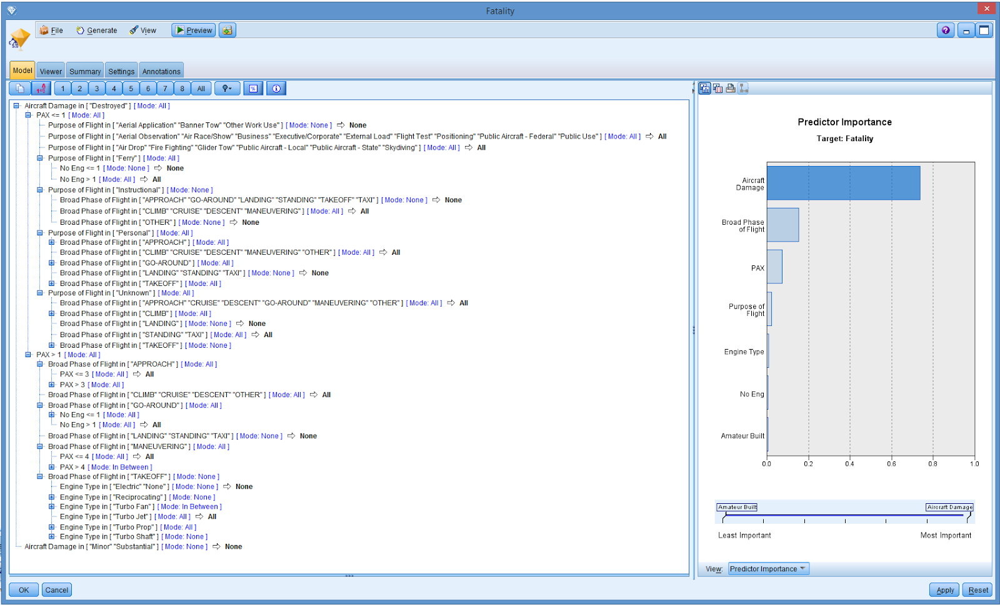 Fatality
File Generate View Preview
Model Viewer Summary Settings Annotations
1 2 3 4 5 6 7 8 All
Aircraft Damage in [ "Destroyed" ] [ Mode: All ]
PAX <= 1 [ Mode: All ]
Purpose of Flight in [ "Aerial Application" "Banner Tow" "Other Work Use" ] [ Mode: None ] ⇨ None
Purpose of Flight in [ "Aerial Observation" "Air Race/Show" "Business" "Executive/Corporate" "External Load" "Flight Test" "Positioning" "Public Aircraft - Federal" "Public Use" ] [ Mode: All ] ⇨ All
Purpose of Flight in [ "Air Drop" "Fire Fighting" "Glider Tow" "Public Aircraft - Local" "Public Aircraft - State" "Skydiving" ] [ Mode: All ] ⇨ All
Purpose of Flight in [ "Ferry" ] [ Mode: All ]
No Eng <= 1 [ Mode: None ] ⇨ None
No Eng > 1 [ Mode: All ] ⇨ All
Purpose of Flight in [ "Instructional" ] [ Mode: None ]
Broad Phase of Flight in [ "APPROACH" "GO-AROUND" "LANDING" "STANDING" "TAKEOFF" "TAXI" ] [ Mode: None ] ⇨ None
Broad Phase of Flight in [ "CLIMB" "CRUISE" "DESCENT" "MANEUVERING" ] [ Mode: All ] ⇨ All
Broad Phase of Flight in [ "OTHER" ] [ Mode: None ] ⇨ None
Purpose of Flight in [ "Personal" ] [ Mode: All ]
Broad Phase of Flight in [ "APPROACH" ] [ Mode: All ]
Broad Phase of Flight in [ "CLIMB" "CRUISE" "DESCENT" "MANEUVERING" "OTHER" ] [ Mode: All ] ⇨ All
Broad Phase of Flight in [ "GO-AROUND" ] [ Mode: All ]
Broad Phase of Flight in [ "LANDING" "STANDING" "TAXI" ] [ Mode: None ] ⇨ None
Broad Phase of Flight in [ "TAKEOFF" ] [ Mode: All ]
Purpose of Flight in [ "Unknown" ] [ Mode: All ]
Broad Phase of Flight in [ "APPROACH" "CRUISE" "DESCENT" "GO-AROUND" "MANEUVERING" "OTHER" ] [ Mode: All ] ⇨ All
Broad Phase of Flight in [ "CLIMB" ] [ Mode: All ]
Broad Phase of Flight in [ "LANDING" ] [ Mode: None ] ⇨ None
Broad Phase of Flight in [ "STANDING" "TAXI" ] [ Mode: All ] ⇨ All
Broad Phase of Flight in [ "TAKEOFF" ] [ Mode: None ]
PAX > 1 [ Mode: All ]
Broad Phase of Flight in [ "APPROACH" ] [ Mode: All ]
PAX <= 3 [ Mode: All ] ⇨ All
PAX > 3 [ Mode: All ]
Broad Phase of Flight in [ "CLIMB" "CRUISE" "DESCENT" "OTHER" ] [ Mode: All ] ⇨ All
Broad Phase of Flight in [ "GO-AROUND" ] [ Mode: All ]
No Eng <= 1 [ Mode: All ]
No Eng > 1 [ Mode: All ] ⇨ All
Broad Phase of Flight in [ "LANDING" "STANDING" "TAXI" ] [ Mode: None ] ⇨ None
Broad Phase of Flight in [ "MANEUVERING" ] [ Mode: All ]
PAX <= 4 [ Mode: All ] ⇨ All
PAX > 4 [ Mode: In Between ]
Broad Phase of Flight in [ "TAKEOFF" ] [ Mode: None ]
Engine Type in [ "Electric" "None" ] [ Mode: None ] ⇨ None
Engine Type in [ "Reciprocating" ] [ Mode: None ]
Engine Type in [ "Turbo Fan" ] [ Mode: In Between ]
Engine Type in [ "Turbo Jet" ] [ Mode: All ] ⇨ All
Engine Type in [ "Turbo Prop" ] [ Mode: All ]
Engine Type in [ "Turbo Shaft" ] [ Mode: None ]
Aircraft Damage in [ "Minor" "Substantial" ] [ Mode: None ] ⇨ None
Predictor Importance
Target: Fatality
Aircraft
Damage
Broad Phase
of Flight
PAX
Purpose of
Flight
Engine Type
No Eng
Amateur Built
0.0 0.2 0.4 0.6 0.8 1.0
Amateur Built Aircraft Damage
Least Important Most Important
View: Predictor Importance
OK Cancel Apply Reset